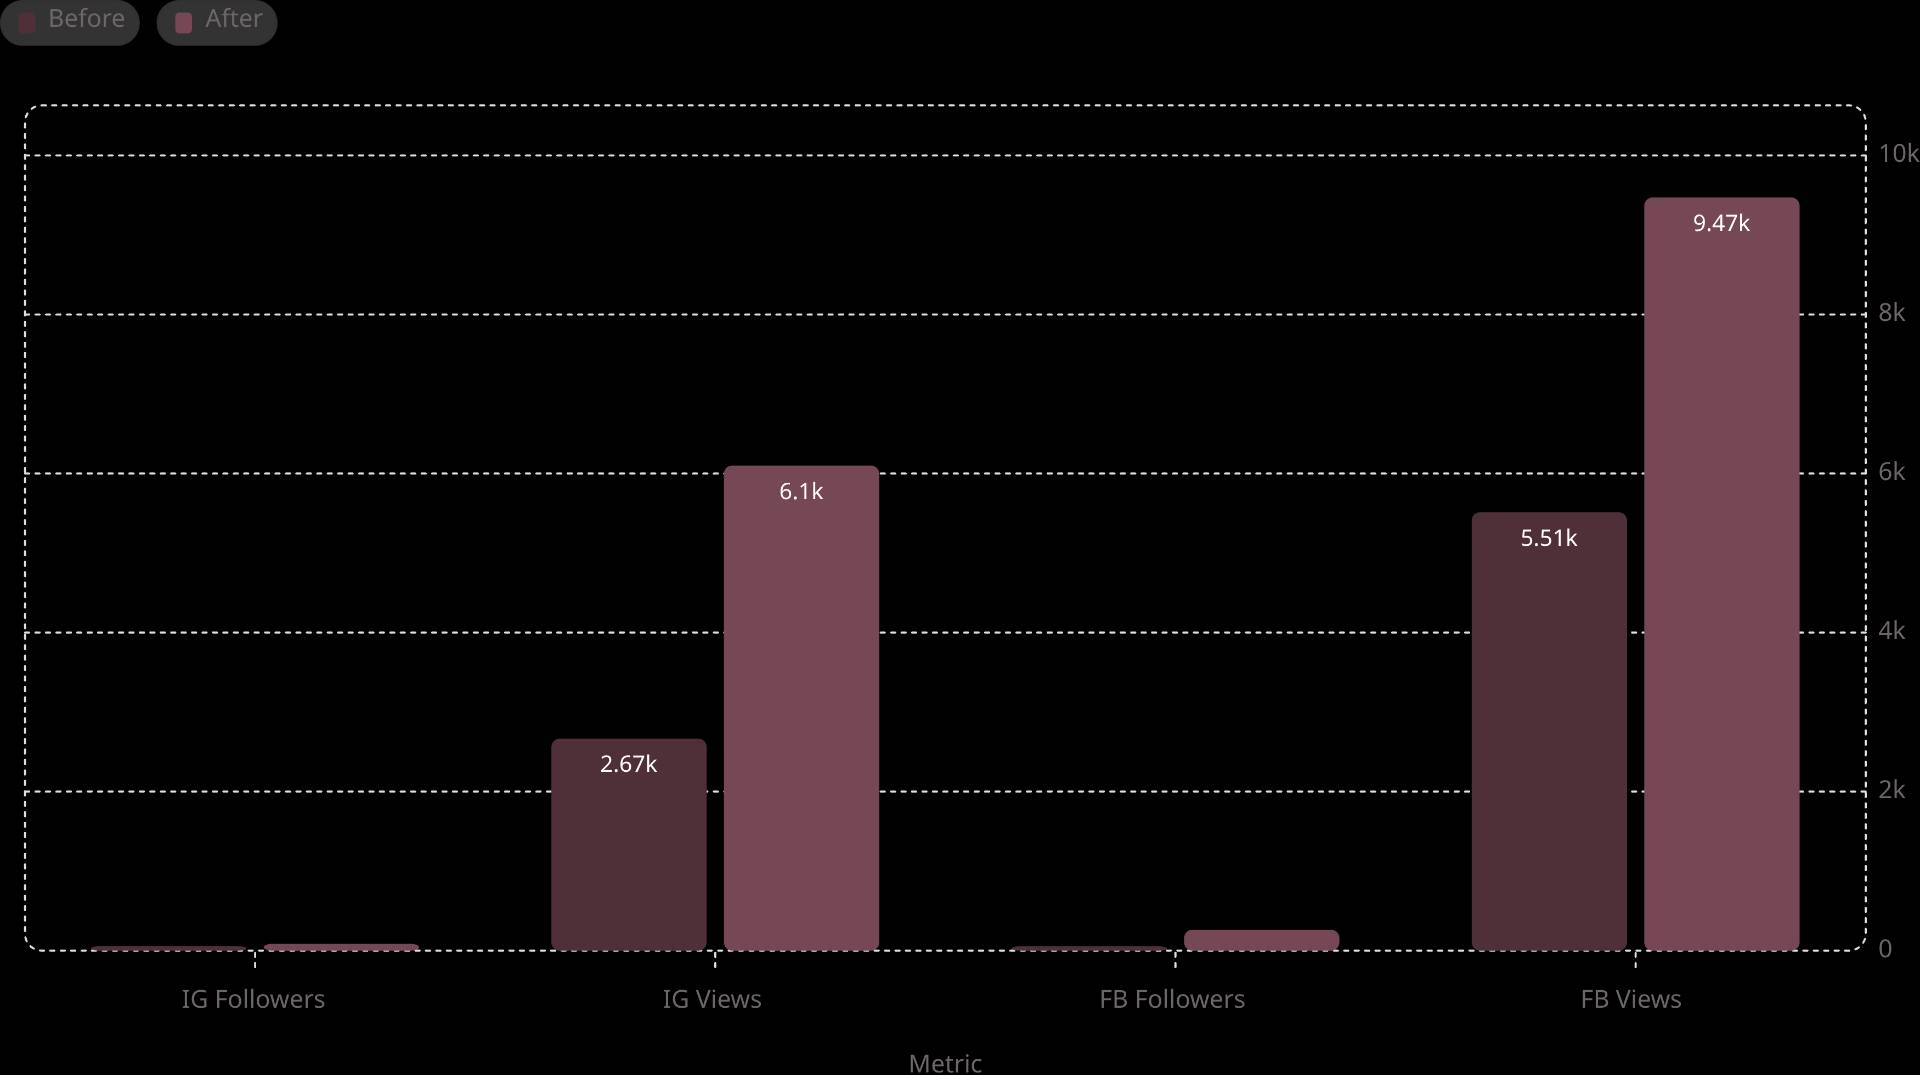 Before After
10k
9.47k
8k
6k
6.1k
5.51k
4k
2.67k
2k
0
IG Followers IG Views FB Followers FB Views
Metric